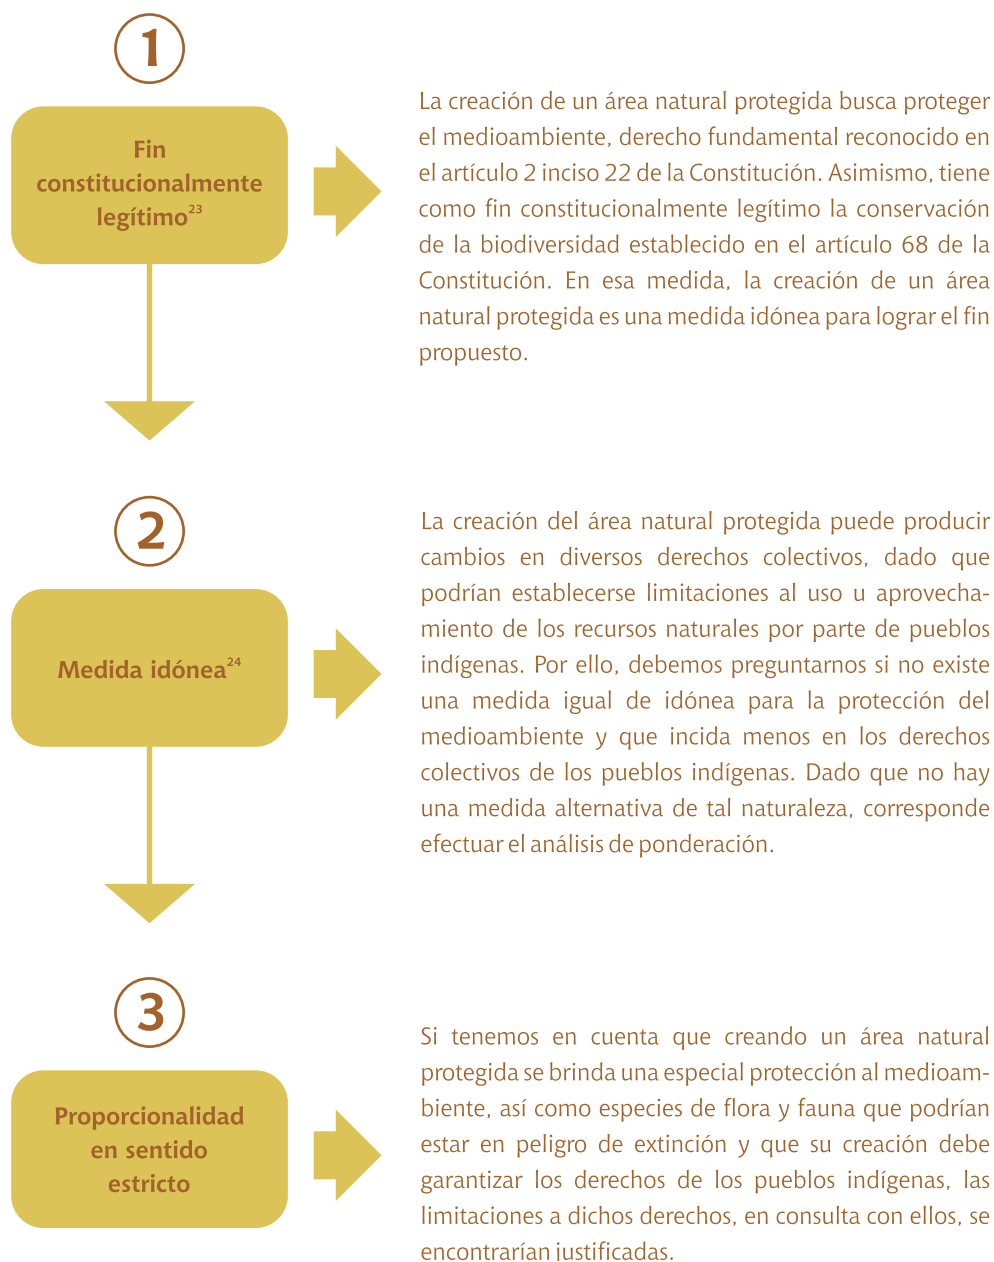 1
Fin
constitucionalmente
legítimo23
La creación de un área natural protegida busca proteger
el medioambiente, derecho fundamental reconocido en
el artículo 2 inciso 22 de la Constitución. Asimismo, tiene
como fin constitucionalmente legítimo la conservación
de la biodiversidad establecido en el artículo 68 de la
Constitución. En esa medida, la creación de un área
natural protegida es una medida idónea para lograr el fin
propuesto.
2
Medida idónea24
La creación del área natural protegida puede producir
cambios en diversos derechos colectivos, dado que
podrían establecerse limitaciones al uso u aprovecha-
miento de los recursos naturales por parte de pueblos
indígenas. Por ello, debemos preguntarnos si no existe
una medida igual de idónea para la protección del
medioambiente y que incida menos en los derechos
colectivos de los pueblos indígenas. Dado que no hay
una medida alternativa de tal naturaleza, corresponde
efectuar el análisis de ponderación.
3
Proporcionalidad
en sentido
estricto
Si tenemos en cuenta que creando un área natural
protegida se brinda una especial protección al medioam-
biente, así como especies de flora y fauna que podrían
estar en peligro de extinción y que su creación debe
garantizar los derechos de los pueblos indígenas, las
limitaciones a dichos derechos, en consulta con ellos, se
encontrarían justificadas.